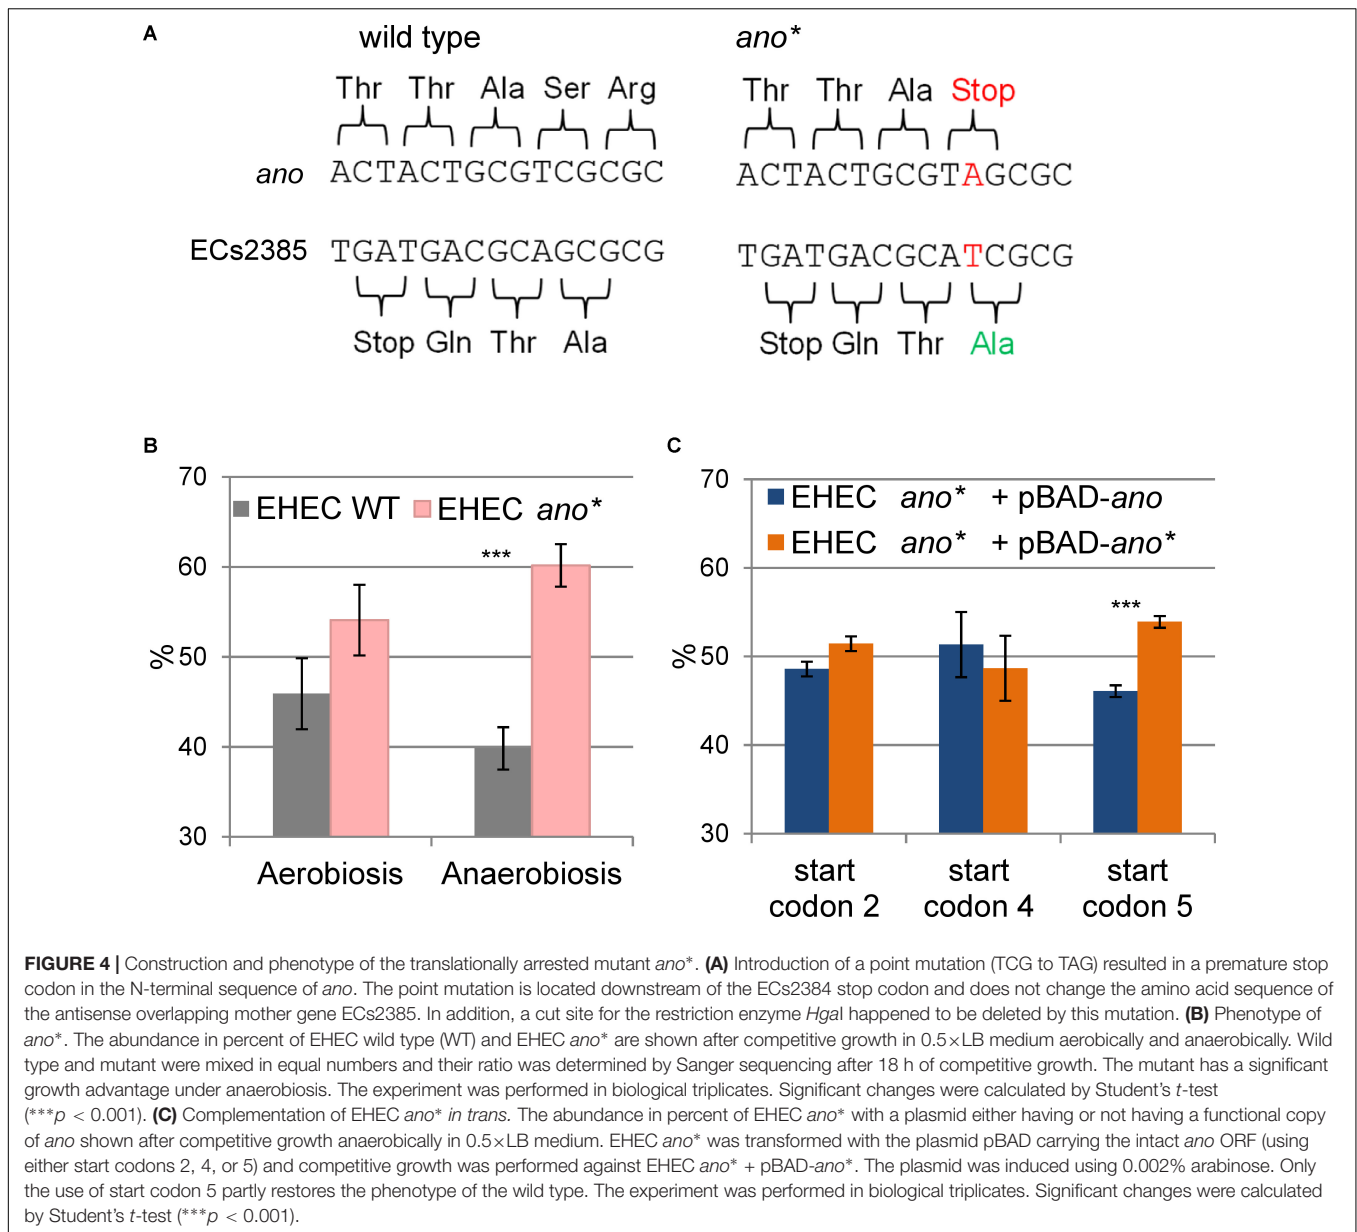 A
wild type
ano*
Thr Thr Ala Ser Arg
Thr Thr Ala Stop
ano
ACTACTGCGTCGCGC
ACTACTGCGTAGCGC
ECs2385
TGATGACGCAGCGCG
TGATGACGCATCGCG
Stop Gln Thr Ala
Stop Gln Thr Ala
B
70
60
50
40
30
%
EHEC WT
EHEC ano*
***
Aerobiosis
Anaerobiosis
C
70
60
50
40
30
%
EHEC ano* + pBAD-ano
EHEC ano* + pBAD-ano*
***
start
codon 2
start
codon 4
start
codon 5
FIGURE 4 | Construction and phenotype of the translationally arrested mutant ano*. (A) Introduction of a point mutation (TCG to TAG) resulted in a premature stop
codon in the N-terminal sequence of ano. The point mutation is located downstream of the ECs2384 stop codon and does not change the amino acid sequence of
the antisense overlapping mother gene ECs2385. In addition, a cut site for the restriction enzyme HgaI happened to be deleted by this mutation. (B) Phenotype of
ano*. The abundance in percent of EHEC wild type (WT) and EHEC ano* are shown after competitive growth in 0.5×LB medium aerobically and anaerobically. Wild
type and mutant were mixed in equal numbers and their ratio was determined by Sanger sequencing after 18 h of competitive growth. The mutant has a significant
growth advantage under anaerobiosis. The experiment was performed in biological triplicates. Significant changes were calculated by Student's t-test
(***p < 0.001). (C) Complementation of EHEC ano* in trans. The abundance in percent of EHEC ano* with a plasmid either having or not having a functional copy
of ano shown after competitive growth anaerobically in 0.5×LB medium. EHEC ano* was transformed with the plasmid pBAD carrying the intact ano ORF (using
either start codons 2, 4, or 5) and competitive growth was performed against EHEC ano* + pBAD-ano*. The plasmid was induced using 0.002% arabinose. Only
the use of start codon 5 partly restores the phenotype of the wild type. The experiment was performed in biological triplicates. Significant changes were calculated
by Student's t-test (***p < 0.001).